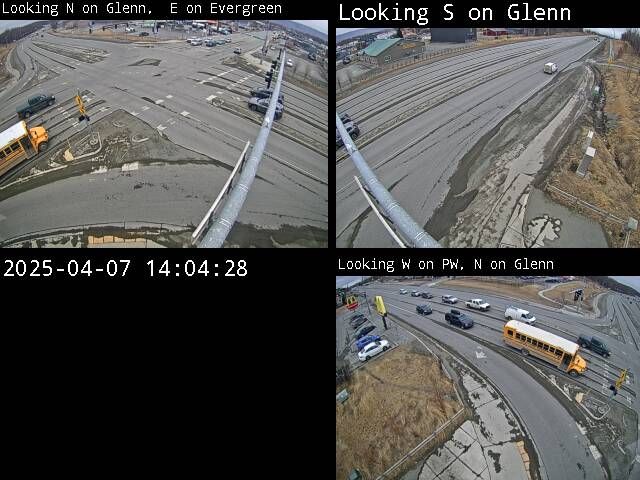 Looking N on Glenn, E on Evergreen
Looking S on Glenn
2025-04-07 14:04:28
Looking W on PW, N on Glenn